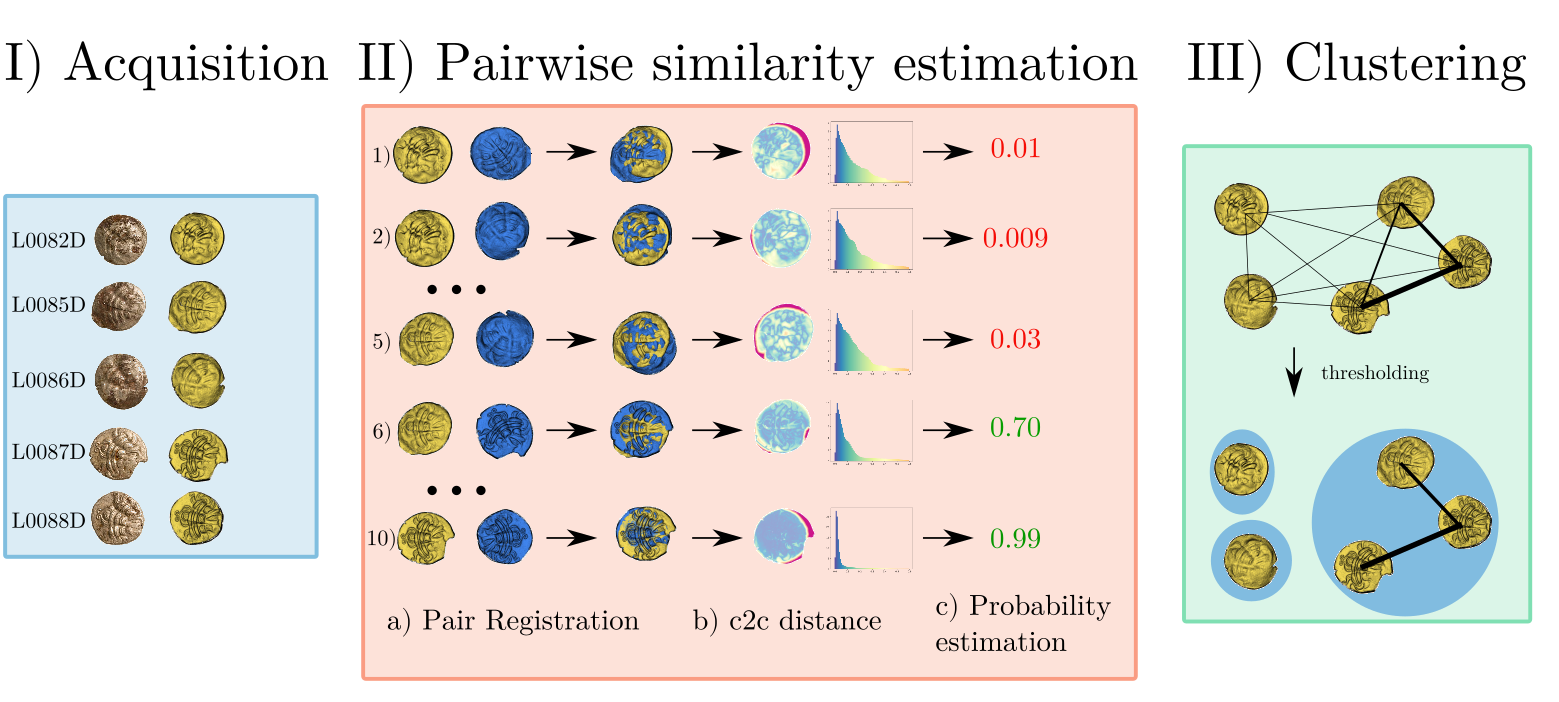 I) Acquisition
II) Pairwise similarity estimation
III) Clustering
L0082D
L0085D
L0086D
L0087D
L0088D
1)
0.01
2)
0.009
• • •
5)
0.03
6)
0.70
• • •
10)
0.99
a) Pair Registration
b) c2c distance
c) Probability
estimation
thresholding